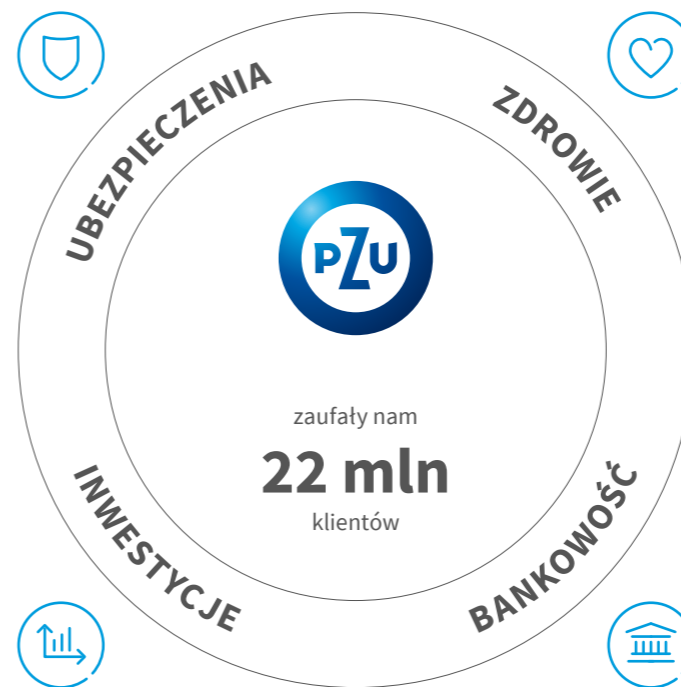 UBEZPIECZENIA
ZDROWIE
PZU
zaufały nam
22 mln
klientów
INWESTYCJE
BANKOWOŚĆ